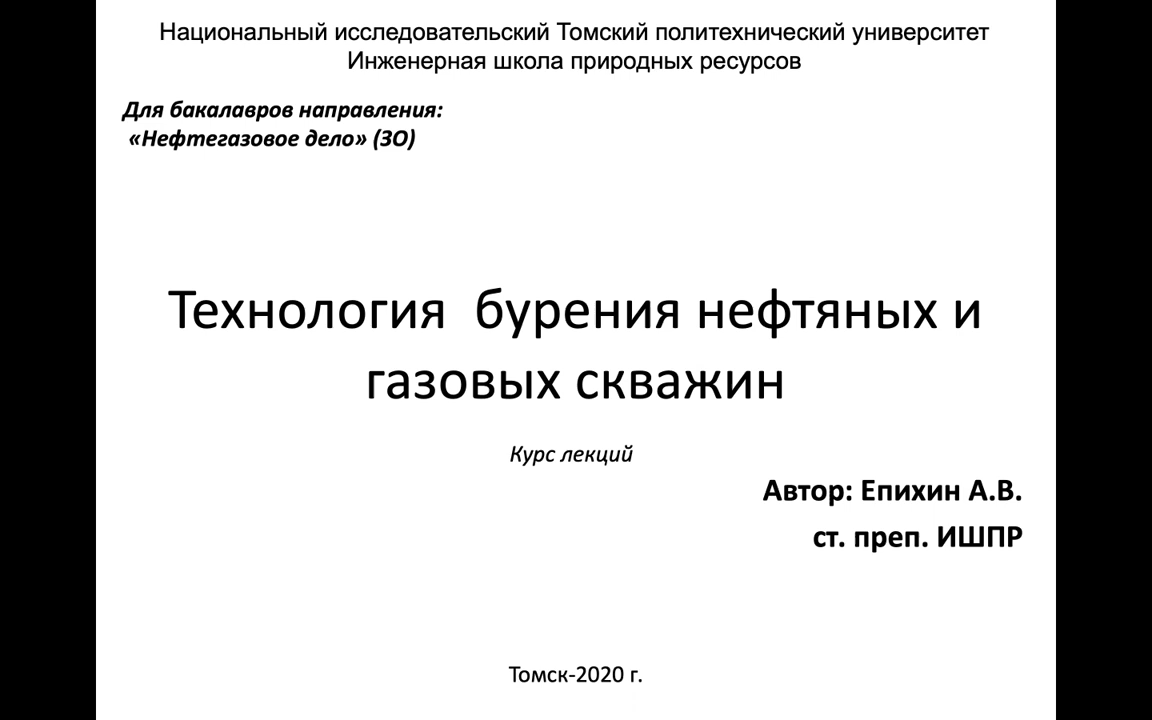 Национальный исследовательский Томский политехнический университет
Инженерная школа природных ресурсов
Для бакалавров направления:
«Нефтегазовое дело» (ЗО)
Технология бурения нефтяных и
газовых скважин
Курс лекций
Автор: Епихин А.В.
ст. преп. ИШПР
Томск-2020 г.